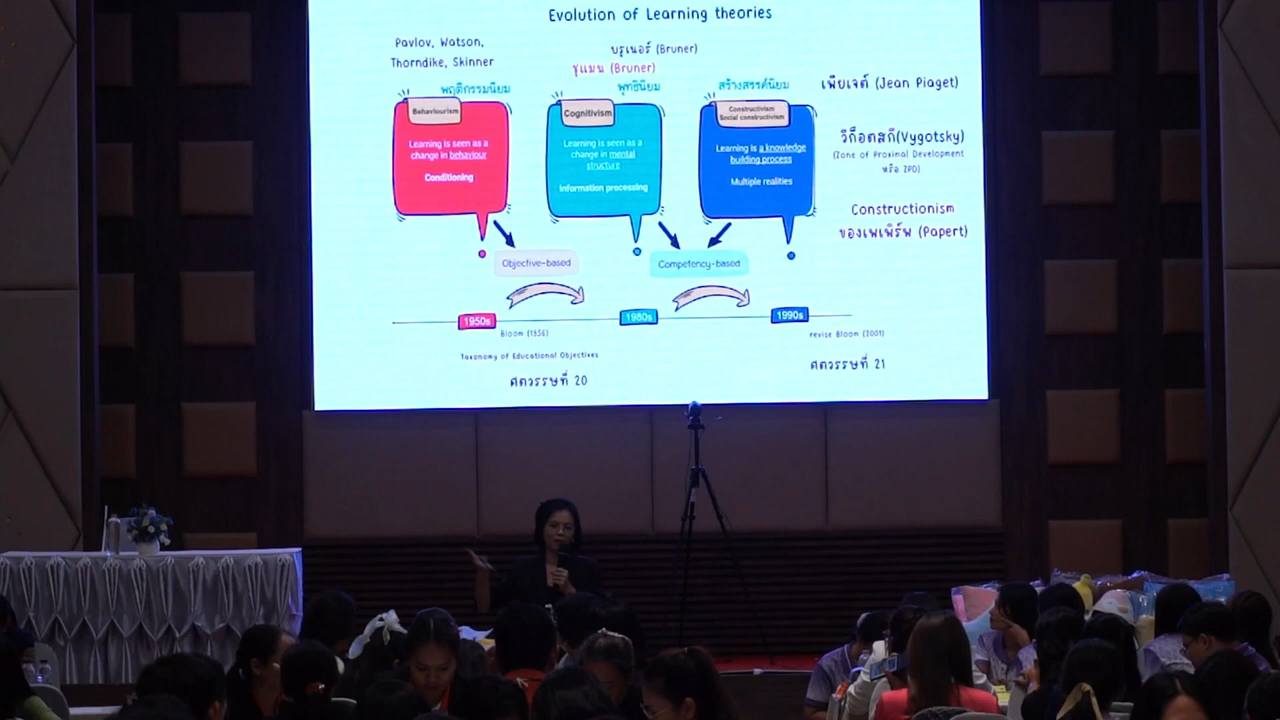 Evolution of Learning theories
Pavlov, Watson,
Thorndike, Skinner
บรูเนอร์ (Bruner)
ชูแมน (Bruner)
พฤติกรรมนิยม
พุทธินิยม
สร้างสรรค์นิยม
เพียเจต์ (Jean Piaget)
Behaviourism
Learning is seen as a
change in behaviour
Conditioning
Cognitivism
Learning is seen as a
change in mental
structure
Information processing
Constructivism
Social constructivism
Learning is a knowledge
building process
Multiple realities
วีก็อตสกี(Vygotsky)
(Zone of Proximal Development
หรือ ZPD)
Constructionism
ของเพเพิร์พ (Papert)
Objective-based
Competency-based
1950s
1980s
1990s
Bloom (1956)
revise Bloom (2001)
Taxonomy of Educational Objectives
ศตวรรษที่ 20
ศตวรรษที่ 21